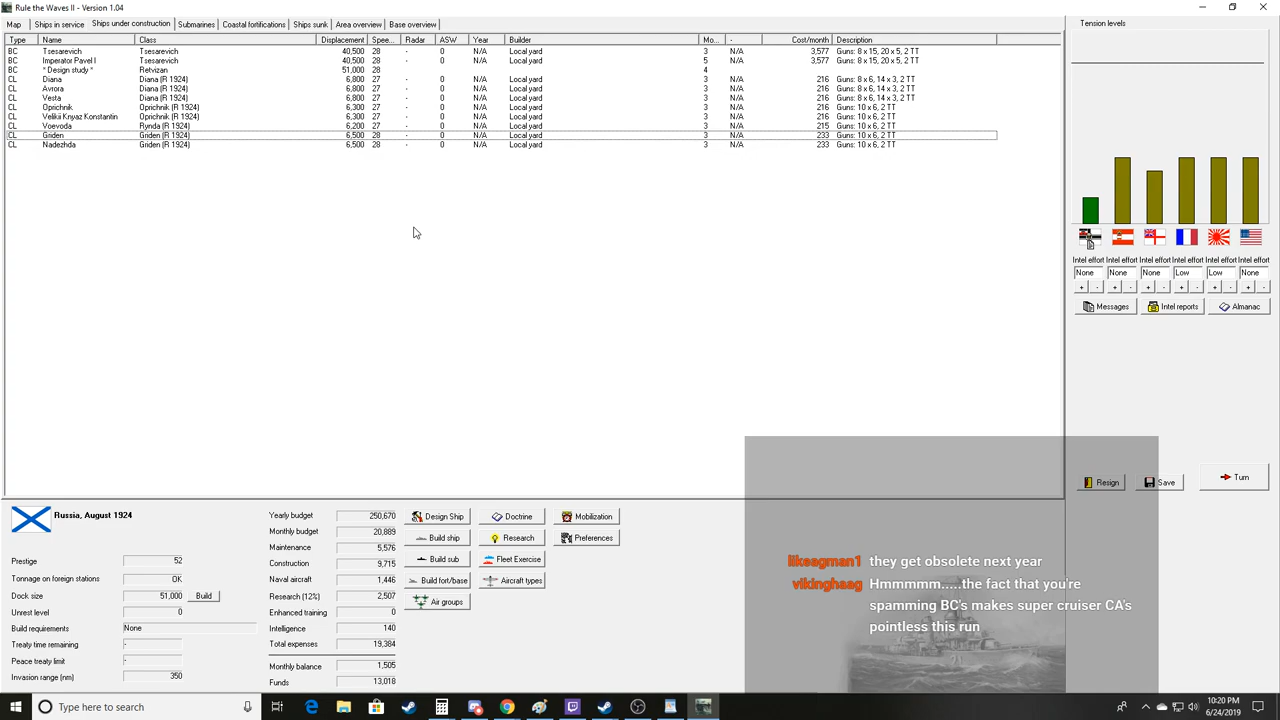 Rule the Waves II - Version 1.04
Map Ships in service Ships under construction Submarines Coastal fortifications Ships sunk Area overview Base overview
Type Name Class Displacement Spee... Radar ASW Year Builder Mo... - Cost/month Description
BC Tsesarevich Tsesarevich 40,500 28 - 0 N/A Local yard 3 N/A 3,577 Guns: 8 x 15, 20 x 5, 2 TT
BC Imperator Pavel I Tsesarevich 40,500 28 - 0 N/A Local yard 5 N/A 3,577 Guns: 8 x 15, 20 x 5, 2 TT
BC * Design study * Retvizan 51,000 28 4
CL Diana Diana (R 1924) 6,800 27 - 0 N/A Local yard 3 N/A 216 Guns: 8 x 6, 14 x 3, 2 TT
CL Avrora Diana (R 1924) 6,800 27 - 0 N/A Local yard 3 N/A 216 Guns: 8 x 6, 14 x 3, 2 TT
CL Vesta Diana (R 1924) 6,800 27 - 0 N/A Local yard 3 N/A 216 Guns: 8 x 6, 14 x 3, 2 TT
CL Oprichnik Oprichnik (R 1924) 6,300 27 - 0 N/A Local yard 3 N/A 216 Guns: 10 x 6, 2 TT
CL Velikii Knyaz Konstantin Oprichnik (R 1924) 6,300 27 - 0 N/A Local yard 3 N/A 216 Guns: 10 x 6, 2 TT
CL Voevoda Rynda (R 1924) 6,200 27 - 0 N/A Local yard 3 N/A 215 Guns: 10 x 6, 2 TT
CL Griden Griden (R 1924) 6,500 28 - 0 N/A Local yard 3 N/A 233 Guns: 10 x 6, 2 TT
CL Nadezhda Griden (R 1924) 6,500 28 - 0 N/A Local yard 3 N/A 233 Guns: 10 x 6, 2 TT
Tension levels
Intel effort Intel effort Intel effort Intel effort Intel effort Intel effort
None None None Low Low None
+ - + - + - + - + - + -
Messages Intel reports Almanac
Resign Save Turn
Russia, August 1924
Prestige 52
Tonnage on foreign stations OK
Dock size 51,000 Build
Unrest level 0
Build requirements None
Treaty time remaining -
Peace treaty limit -
Invasion range (nm) 350
Yearly budget 250,670
Monthly budget 20,889
Maintenance 5,576
Construction 9,715
Naval aircraft 1,446
Research (12%) 2,507
Enhanced training 0
Intelligence 140
Total expenses 19,384
Monthly balance 1,505
Funds 13,018
Design Ship Doctrine Mobilization
Build ship Research Preferences
Build sub Fleet Exercise
Build fort/base Aircraft types
Air groups
likeagman1 they get obsolete next year
vikinghaag Hmmmmm.....the fact that you're
spamming BC's makes super cruiser CA's
pointless this run
Type here to search
10:20 PM
6/24/2019